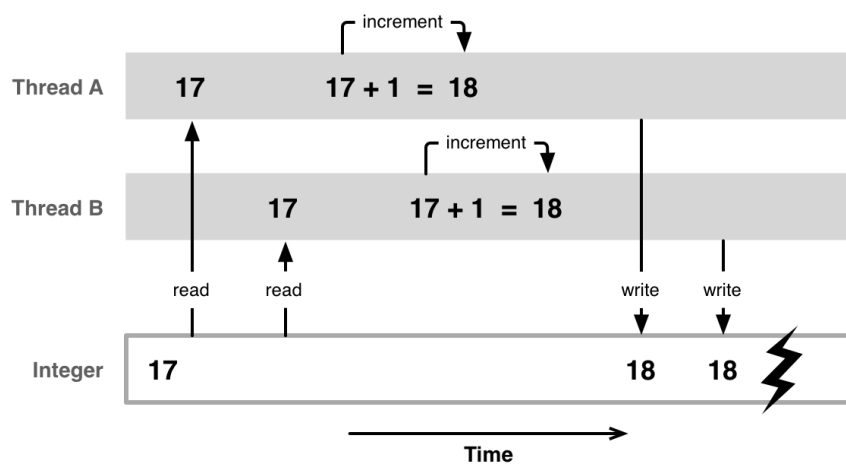 increment
Thread A 17 17 + 1 = 18
increment
Thread B 17 17 + 1 = 18
read read write write
Integer 17 18 18
Time